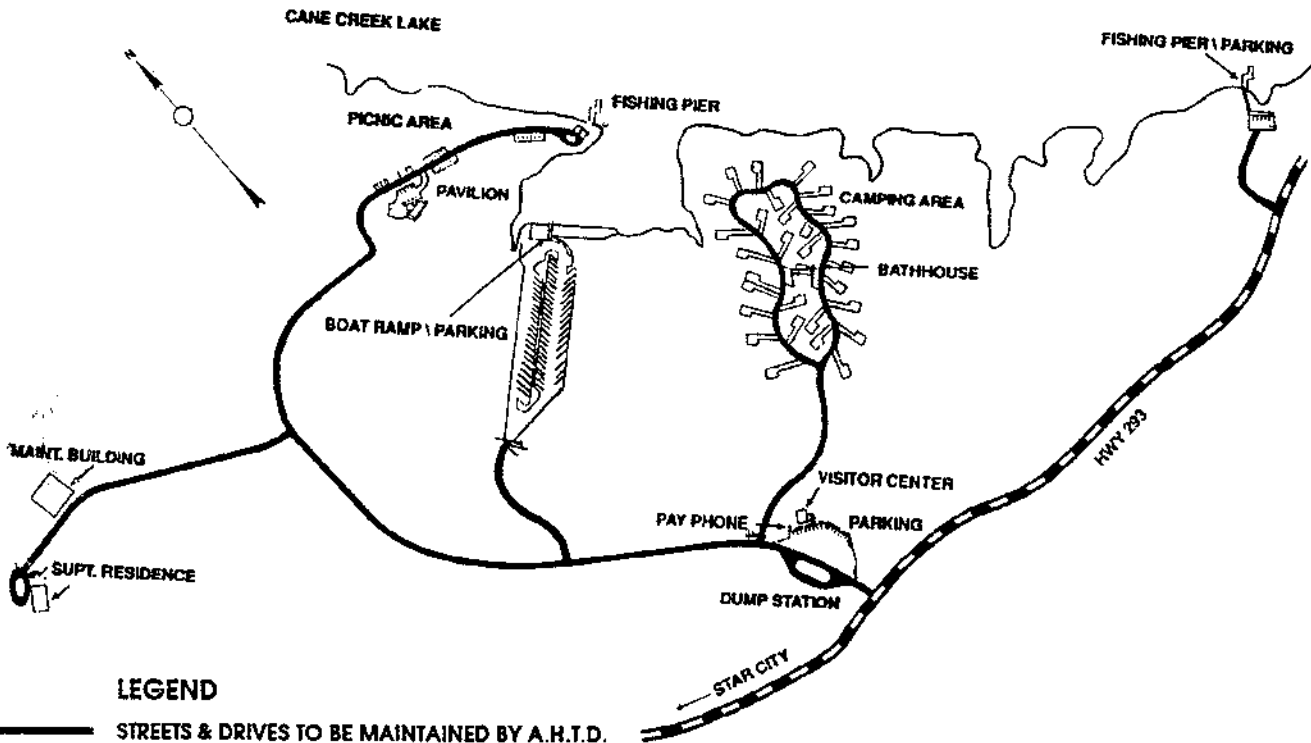 CANE CREEK LAKE
FISHING PIER \ PARKING
N
FISHING PIER
PICNIC AREA
PAVILION
CAMPING AREA
BATHHOUSE
BOAT RAMP \ PARKING
HWY 293
MAINT. BUILDING
VISITOR CENTER
PAY PHONE
PARKING
SUPT. RESIDENCE
DUMP STATION
STAR CITY
LEGEND
STREETS & DRIVES TO BE MAINTAINED BY A.H.T.D.